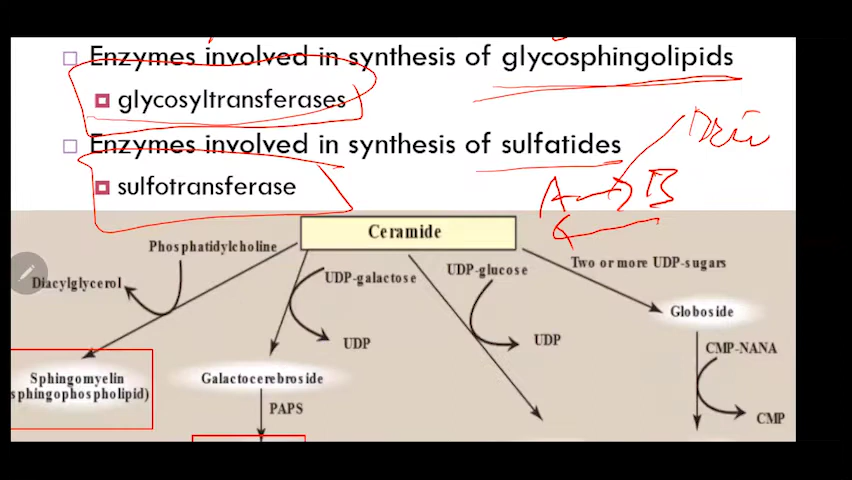 Enzymes involved in synthesis of glycosphingolipids
glycosyltransferases
Enzymes involved in synthesis of sulfatides
sulfotransferase
A → B
Ceramide
Phosphatidylcholine
Diacylglycerol
UDP-galactose
UDP
UDP-glucose
UDP
Two or more UDP-sugars
Globoside
CMP-NANA
CMP
Sphingomyelin
sphingophospholipid)
Galactocerebroside
PAPS